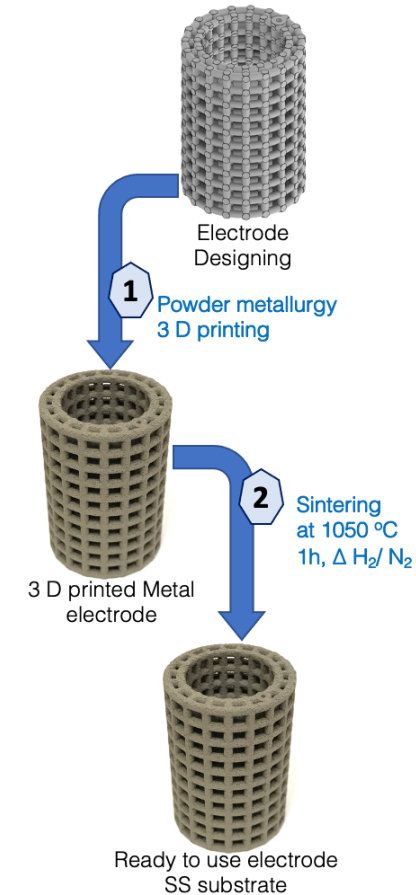 Electrode
Designing
1
Powder metallurgy
3 D printing
2
Sintering
at 1050 ºC
1h, Δ H₂/ N₂
3 D printed Metal
electrode
Ready to use electrode
SS substrate